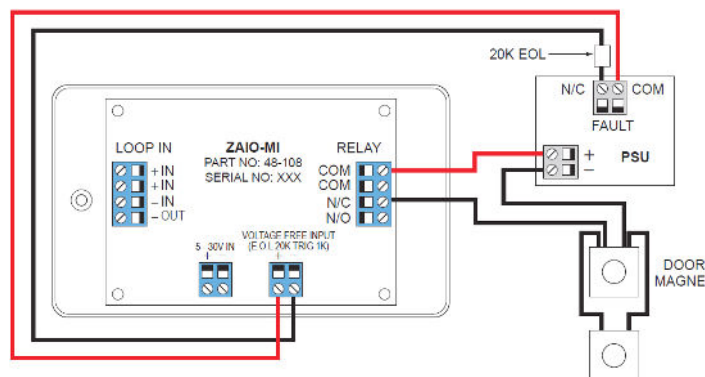 20K EOL
N/C
COM
FAULT
+
−
PSU
LOOP IN
+ IN
+ IN
– IN
– OUT
ZAIO-MI
PART NO: 48-108
SERIAL NO: XXX
RELAY
COM
COM
N/C
N/O
5 30V IN
+
VOLTAGE FREE INPUT
(E.O.L 20K TRIG 1K)
+
DOOR
MAGNE